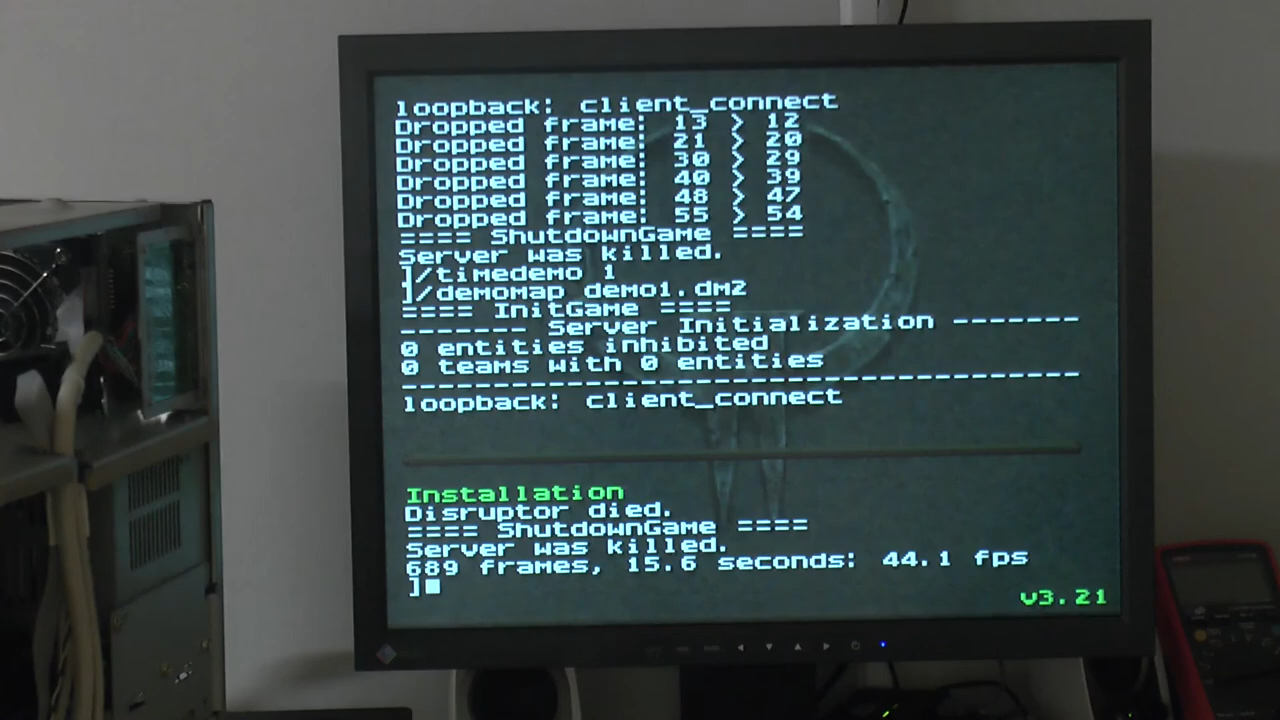 loopback: client_connect
Dropped frame: 13 > 12
Dropped frame: 21 > 20
Dropped frame: 30 > 29
Dropped frame: 40 > 39
Dropped frame: 48 > 47
Dropped frame: 55 > 54
==== ShutdownGame ====
Server was killed.
]/timedemo 1
]/demomap demo1.dm2
==== InitGame ====
------- Server Initialization -------
0 entities inhibited
0 teams with 0 entities
-------------------------------------
loopback: client_connect
Installation
Disruptor died.
==== ShutdownGame ====
Server was killed.
689 frames, 15.6 seconds: 44.1 fps
]
v3.21